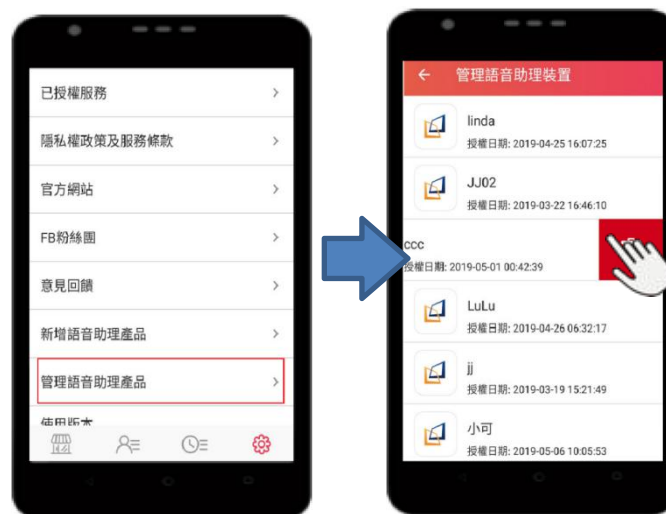 已授權服務
隱私權政策及服務條款
官方網站
FB粉絲團
意見回饋
新增語音助理產品
管理語音助理產品
使用版本
管理語音助理裝置
linda
授權日期: 2019-04-25 16:07:25
JJ02
授權日期: 2019-03-22 16:46:10
ccc
授權日期: 2019-05-01 00:42:39
LuLu
授權日期: 2019-04-26 06:32:17
jj
授權日期: 2019-03-19 15:21:49
小可
授權日期: 2019-05-06 10:05:53